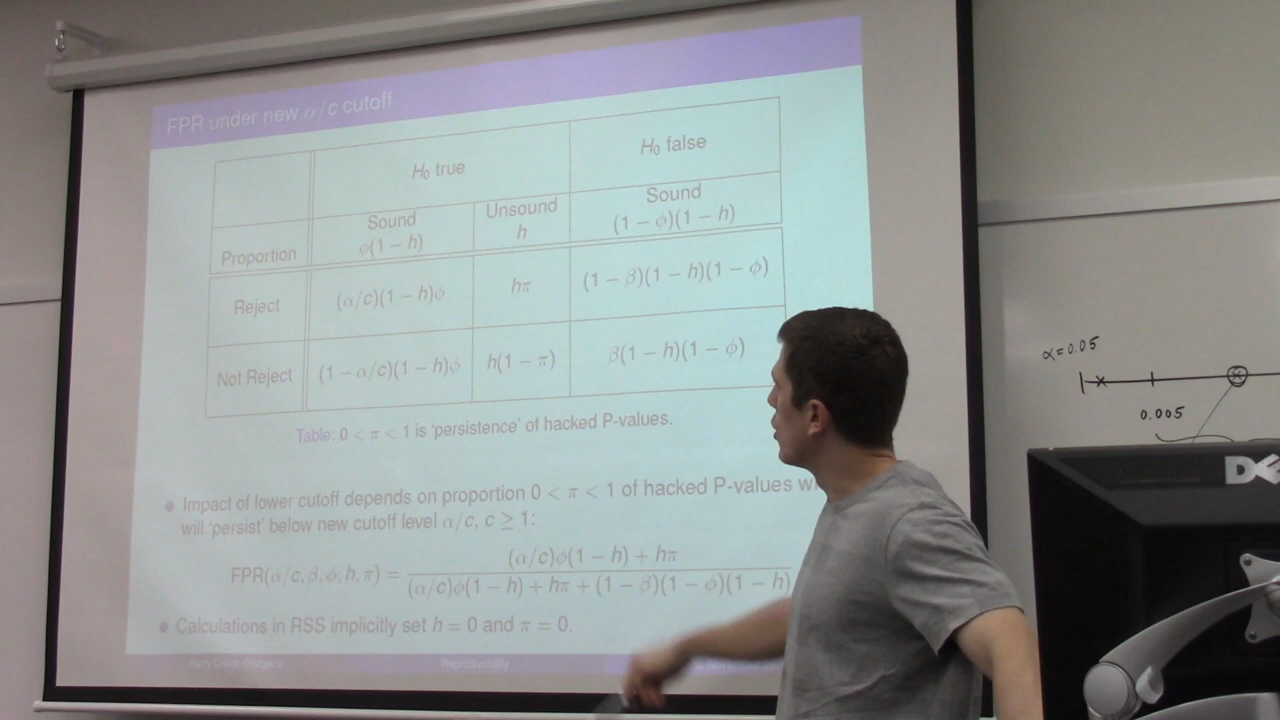 FPR under new α/c cutoff
H₀ true
H₀ false
Proportion
Sound
ϕ(1 − h)
Unsound
h
Sound
(1 − ϕ)(1 − h)
Reject
(α/c)(1 − h)ϕ
hπ
(1 − β)(1 − h)(1 − ϕ)
Not Reject
(1 − α/c)(1 − h)ϕ
h(1 − π)
β(1 − h)(1 − ϕ)
Table: 0 < π < 1 is 'persistence' of hacked P-values.
Impact of lower cutoff depends on proportion 0 < π < 1 of hacked P-values
will 'persist' below new cutoff level α/c, c ≥ 1:
FPR(α/c, β, ϕ; h, π) = 
(α/c)ϕ(1 − h) + hπ
(α/c)ϕ(1 − h) + hπ + (1 − β)(1 − ϕ)(1 − h)
Calculations in RSS implicitly set h = 0 and π = 0.
Harry Crane (Rutgers)
Reproducibility
α=0.05
0.005